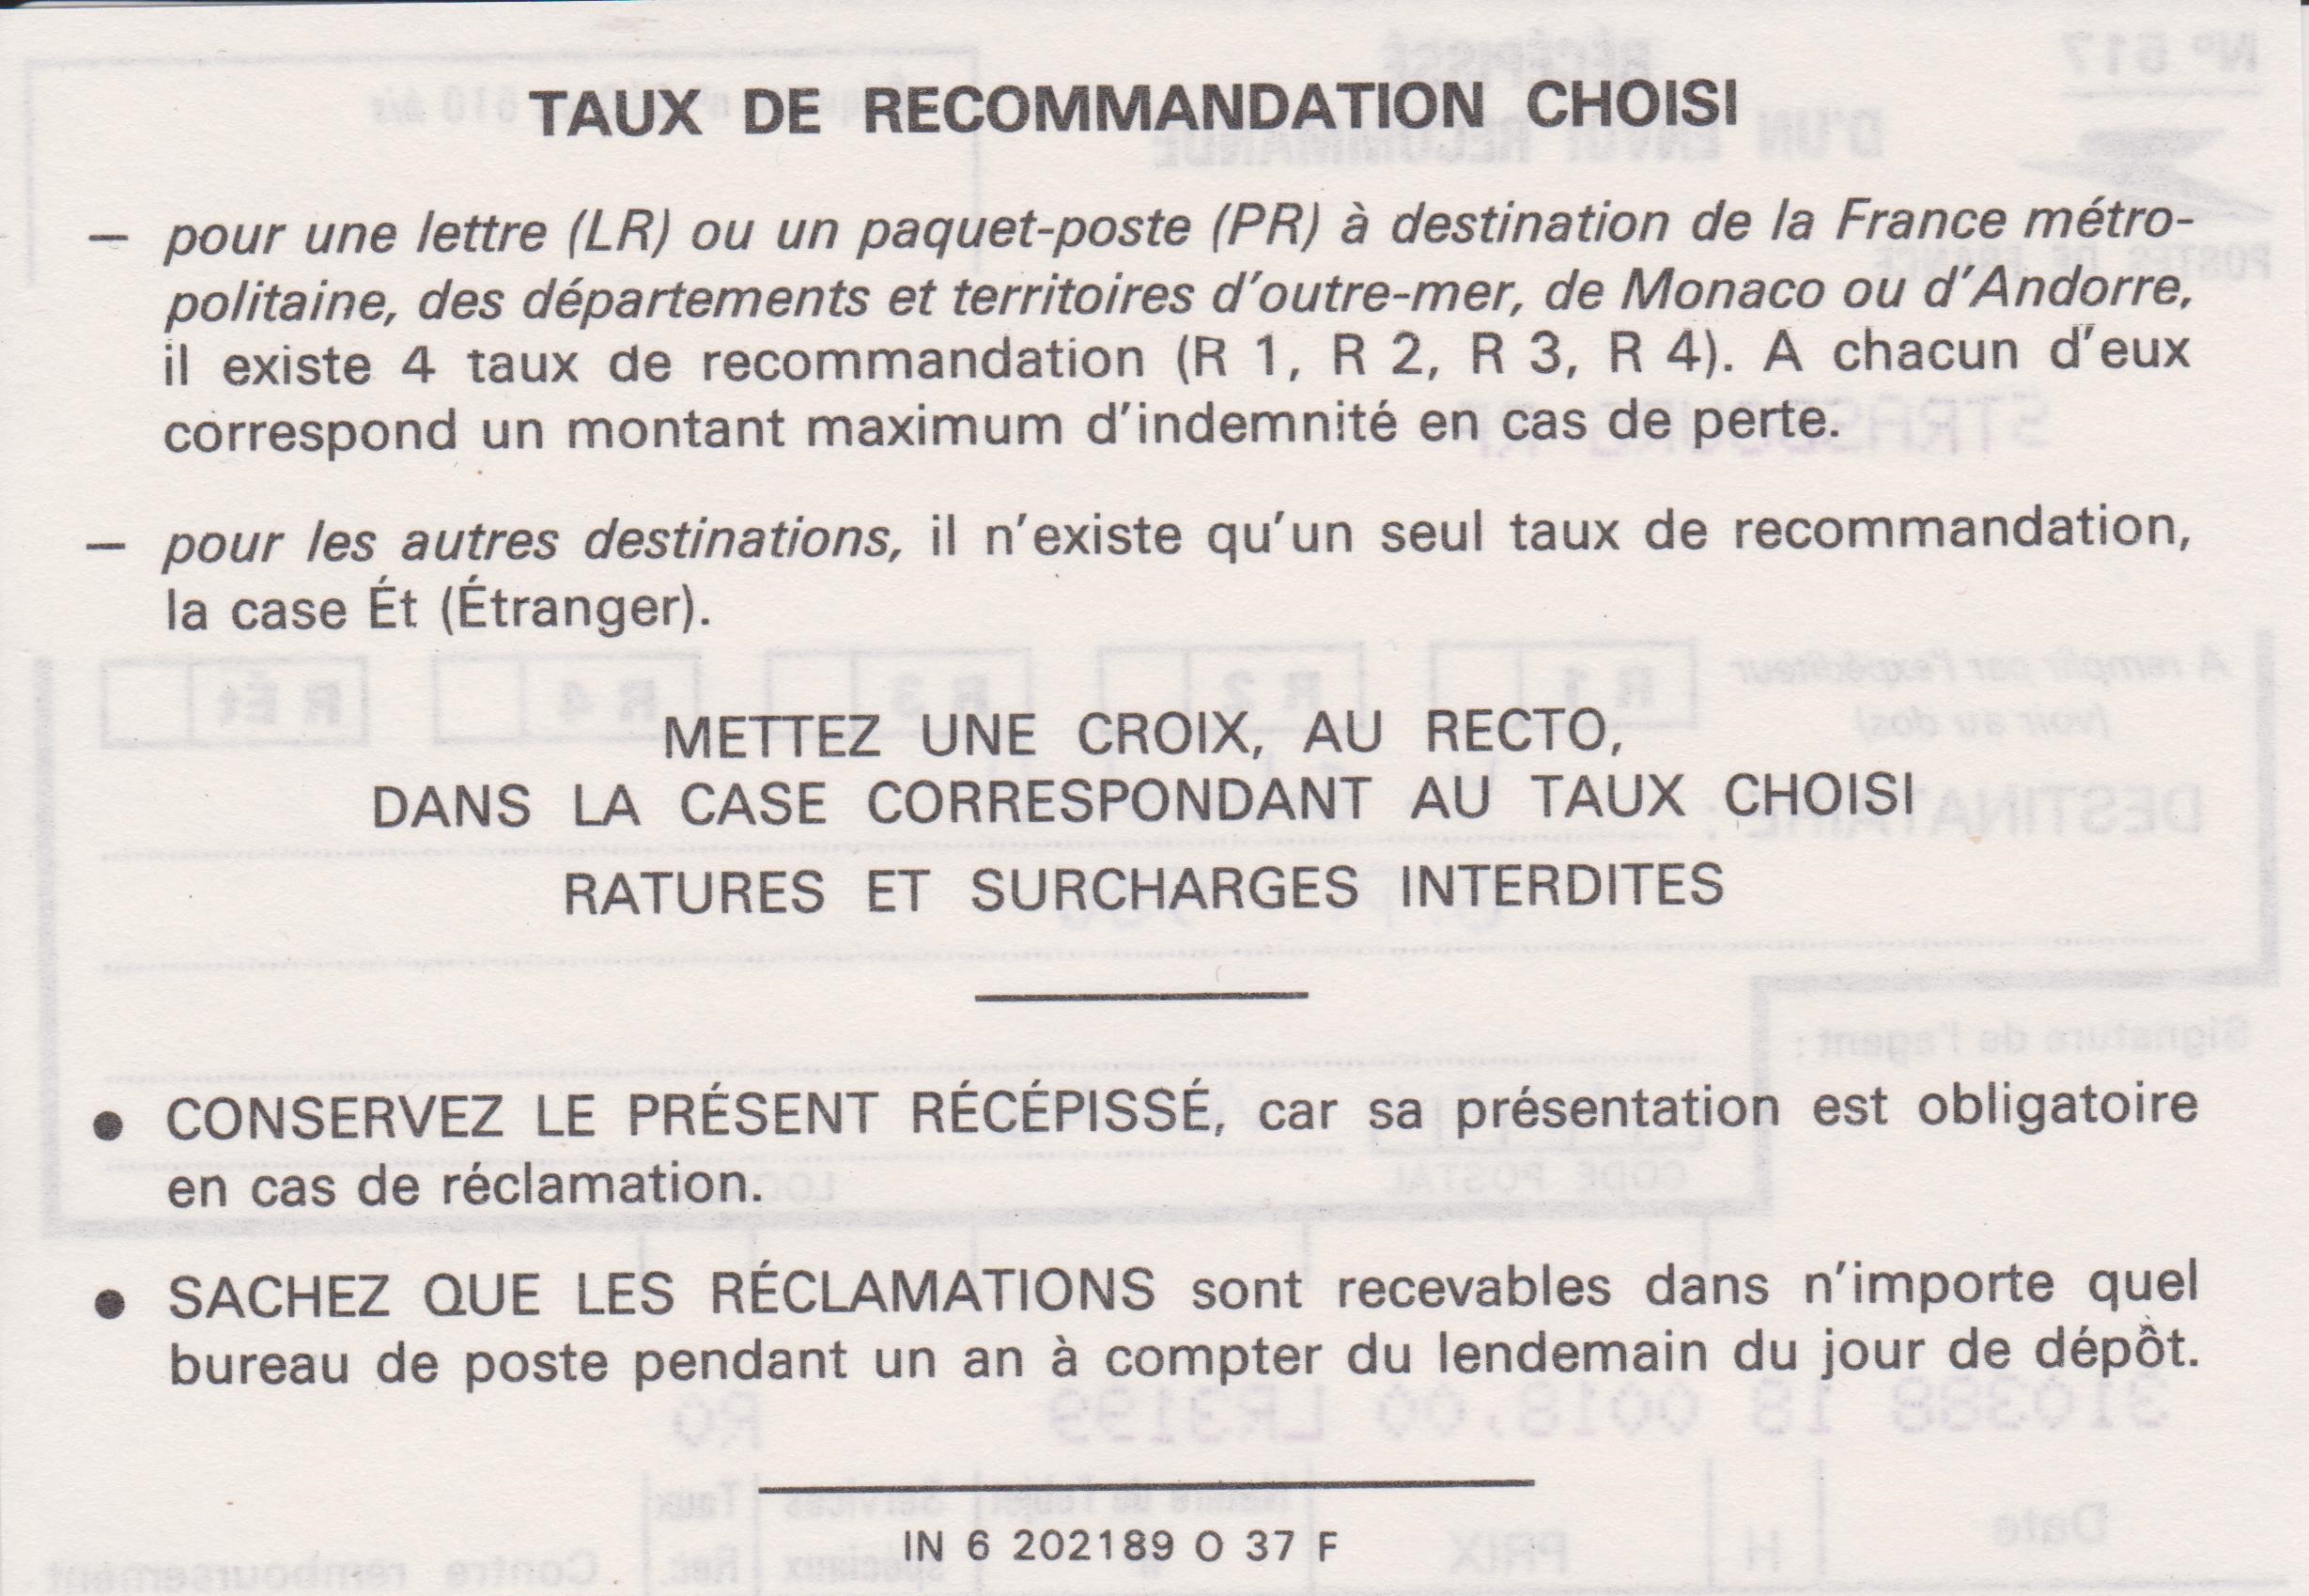 TAUX DE RECOMMANDATION CHOISI
— pour une lettre (LR) ou un paquet-poste (PR) à destination de la France métro-
politaine, des départements et territoires d'outre-mer, de Monaco ou d'Andorre,
il existe 4 taux de recommandation (R 1, R 2, R 3, R 4). A chacun d'eux
correspond un montant maximum d'indemnité en cas de perte.
— pour les autres destinations, il n'existe qu'un seul taux de recommandation,
la case Ét (Étranger).
METTEZ UNE CROIX, AU RECTO,
DANS LA CASE CORRESPONDANT AU TAUX CHOISI
RATURES ET SURCHARGES INTERDITES
● CONSERVEZ LE PRÉSENT RÉCÉPISSÉ, car sa présentation est obligatoire
en cas de réclamation.
● SACHEZ QUE LES RÉCLAMATIONS sont recevables dans n'importe quel
bureau de poste pendant un an à compter du lendemain du jour de dépôt.
IN 6 202189 O 37 F